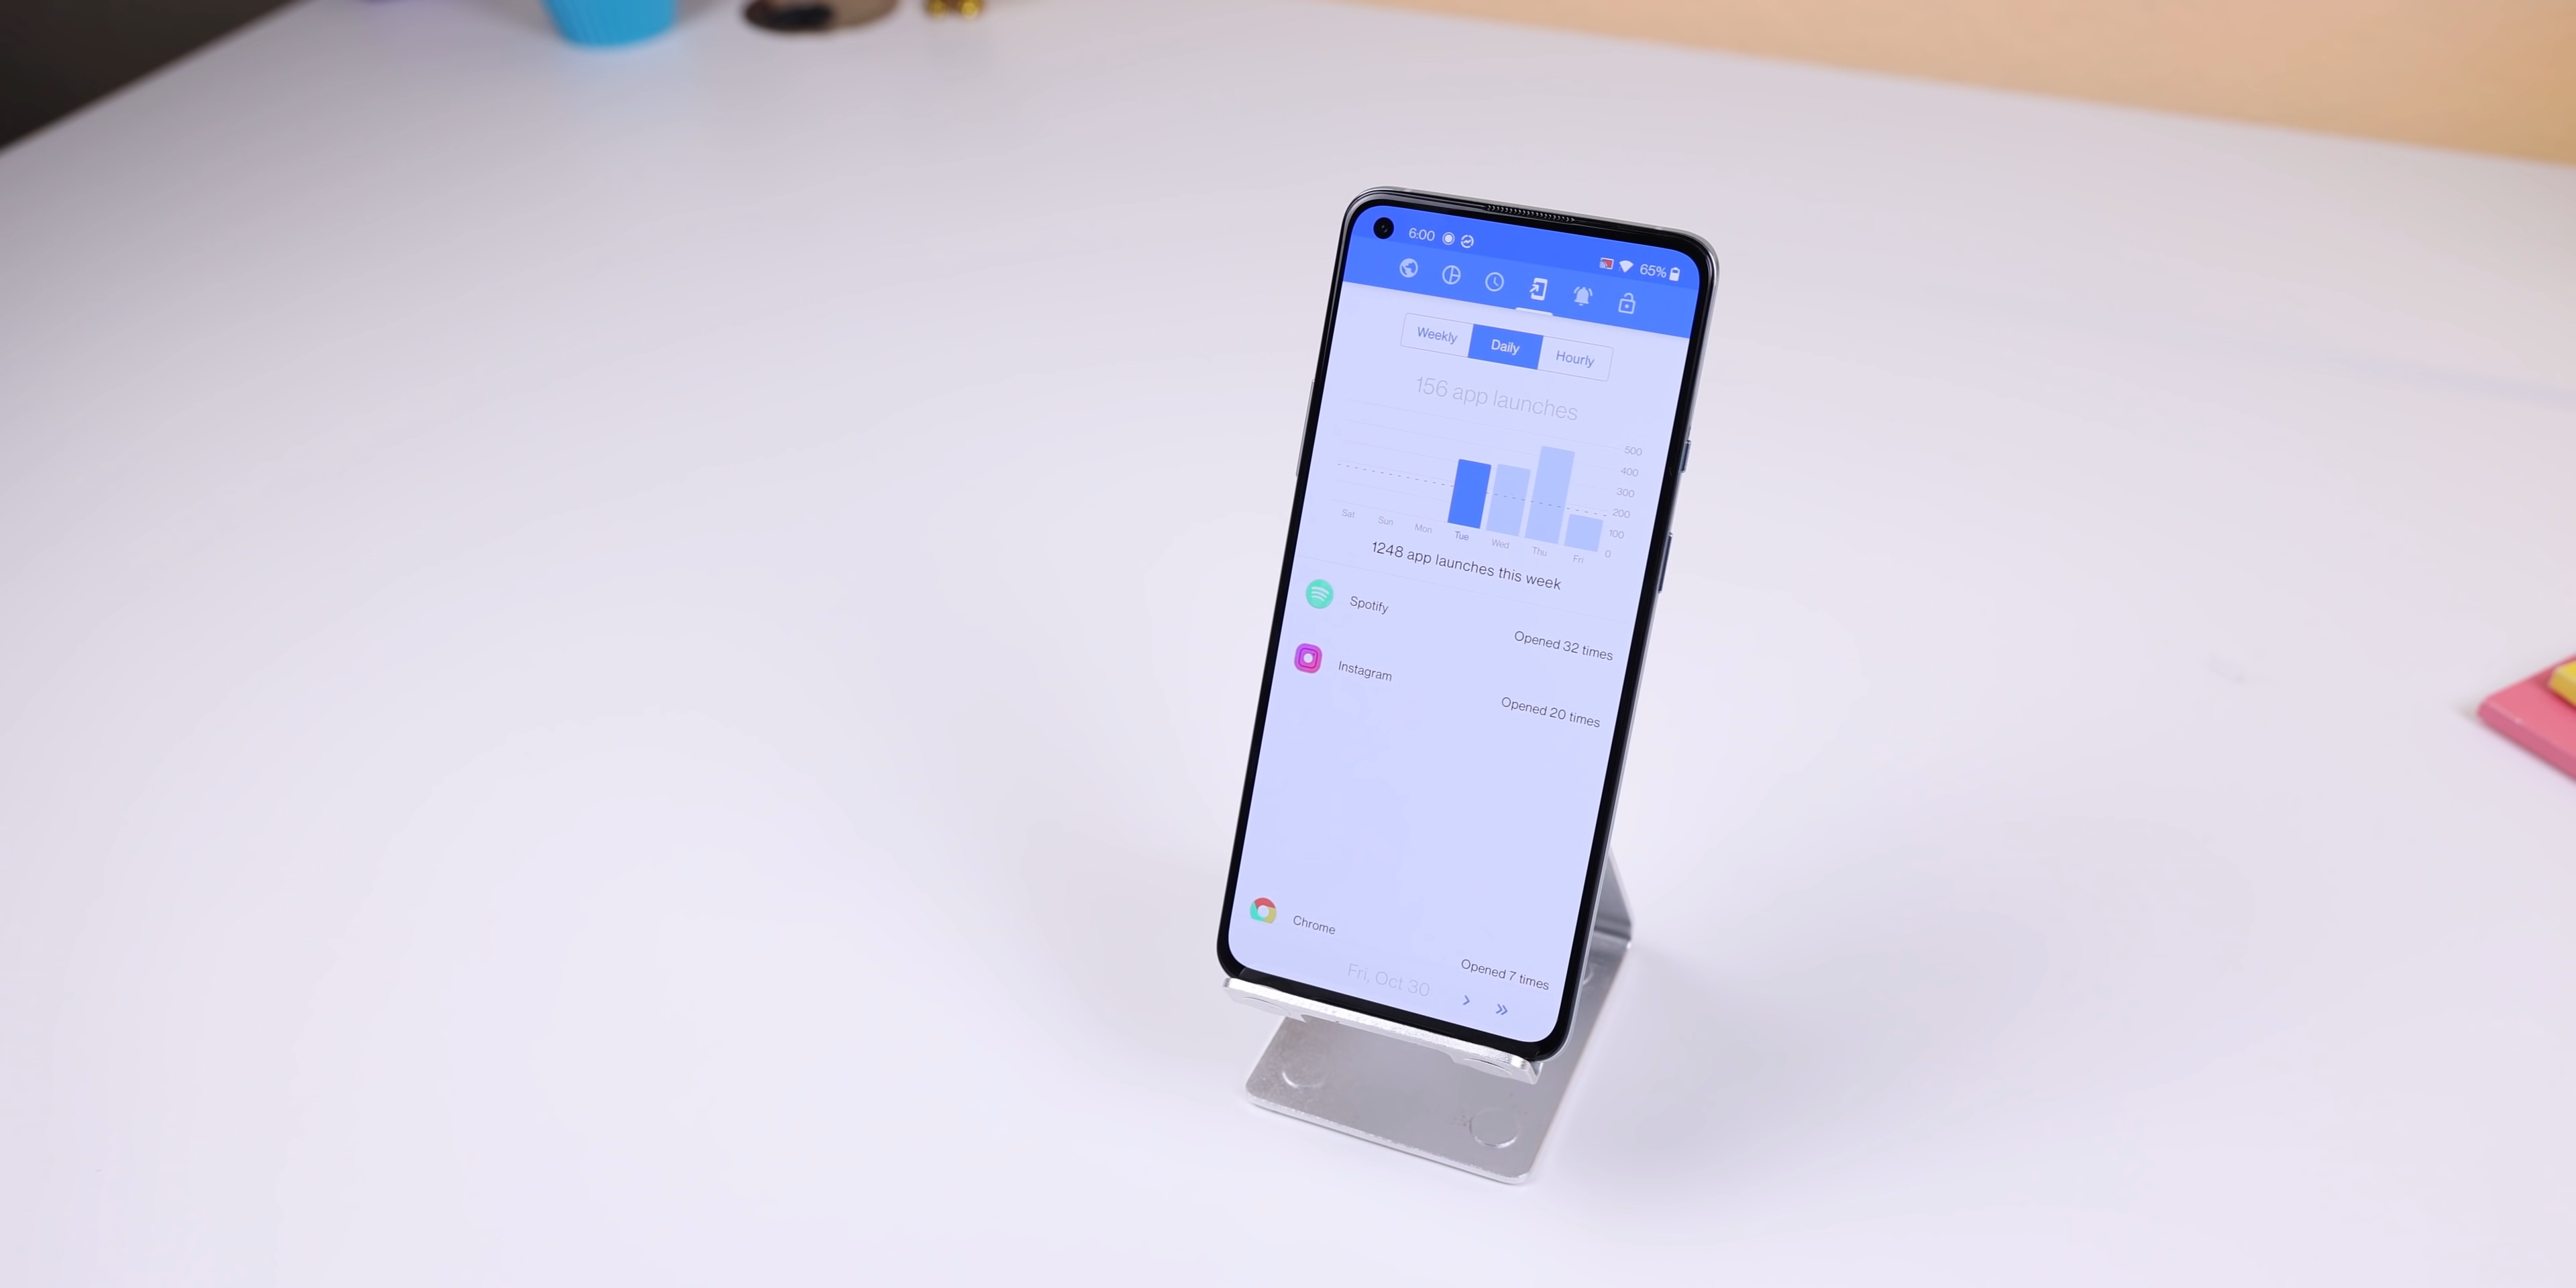 6:00 65%
Weekly Daily Hourly
156 app launches
500
400
300
200
100
0
Sat Sun Mon Tue Wed Thu Fri
1248 app launches this week
Spotify
Opened 32 times
Instagram
Opened 20 times
Chrome
Opened 7 times
Fri, Oct 30